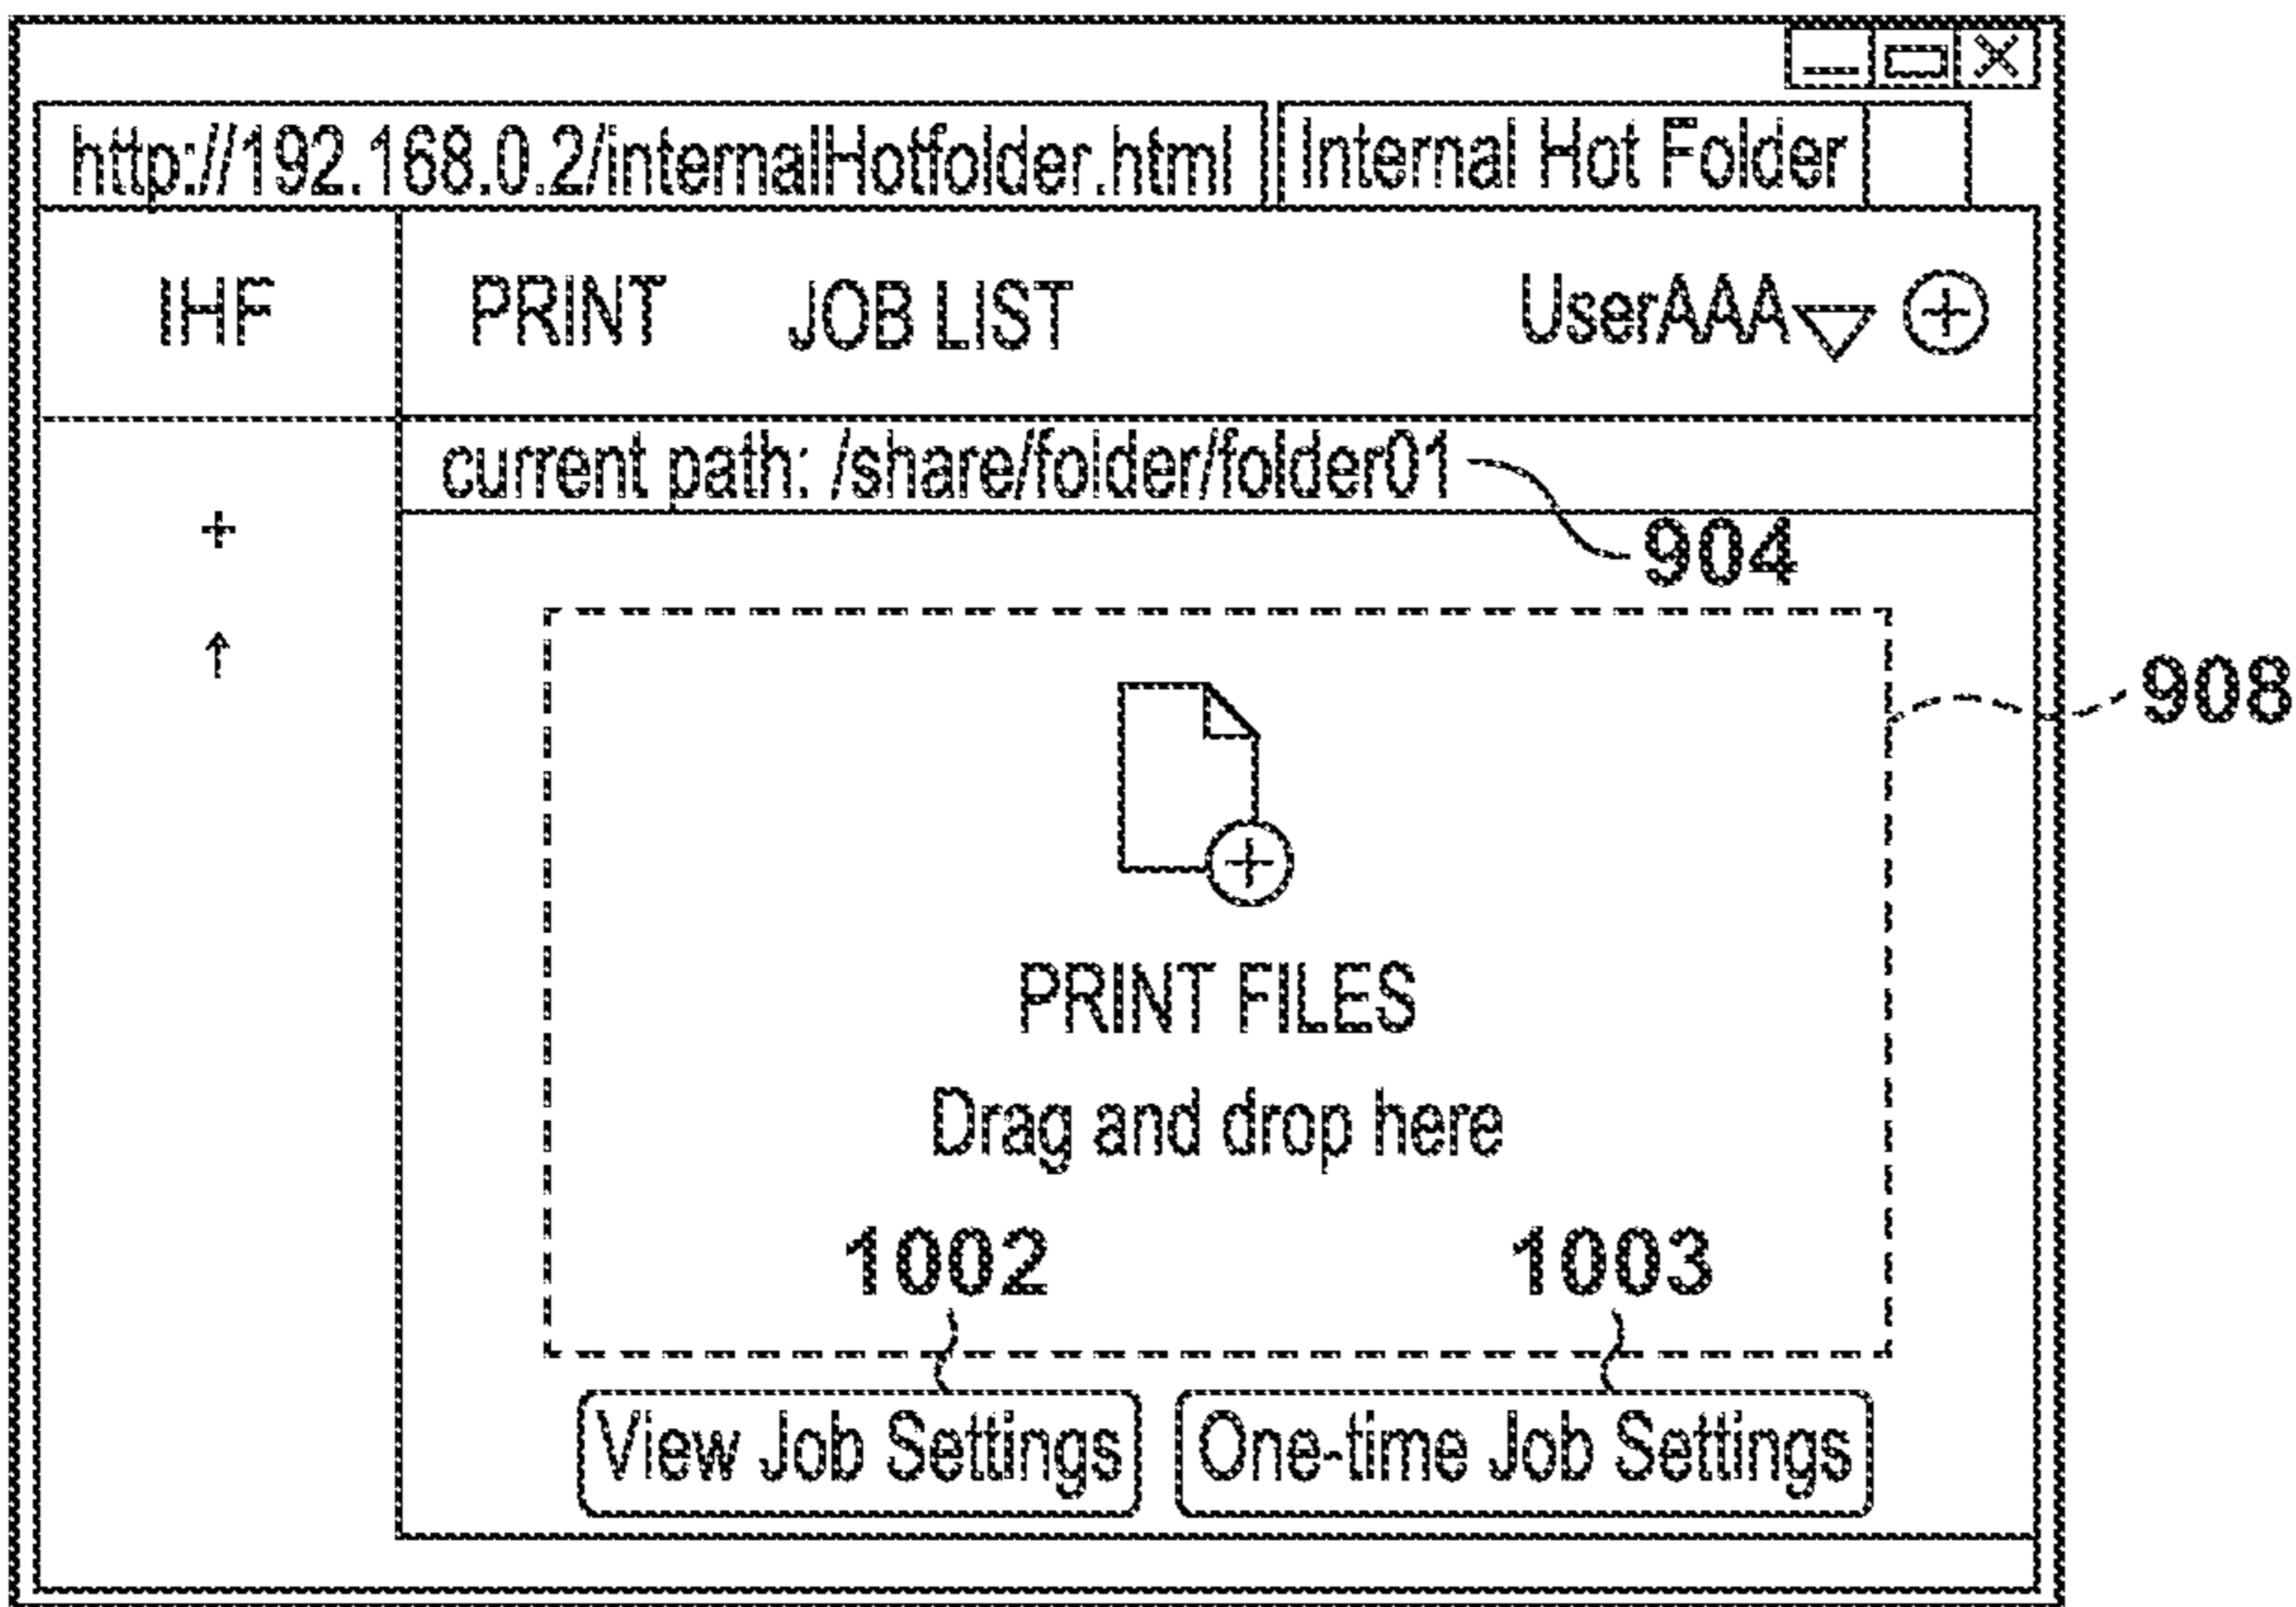 http://192.168.0.2/internalHotfolder.html Internal Hot Folder
IHF PRINT JOB LIST UserAAA
current path: /share/folder/folder01
904
908
PRINT FILES
Drag and drop here
1002 1003
View Job Settings One-time Job Settings